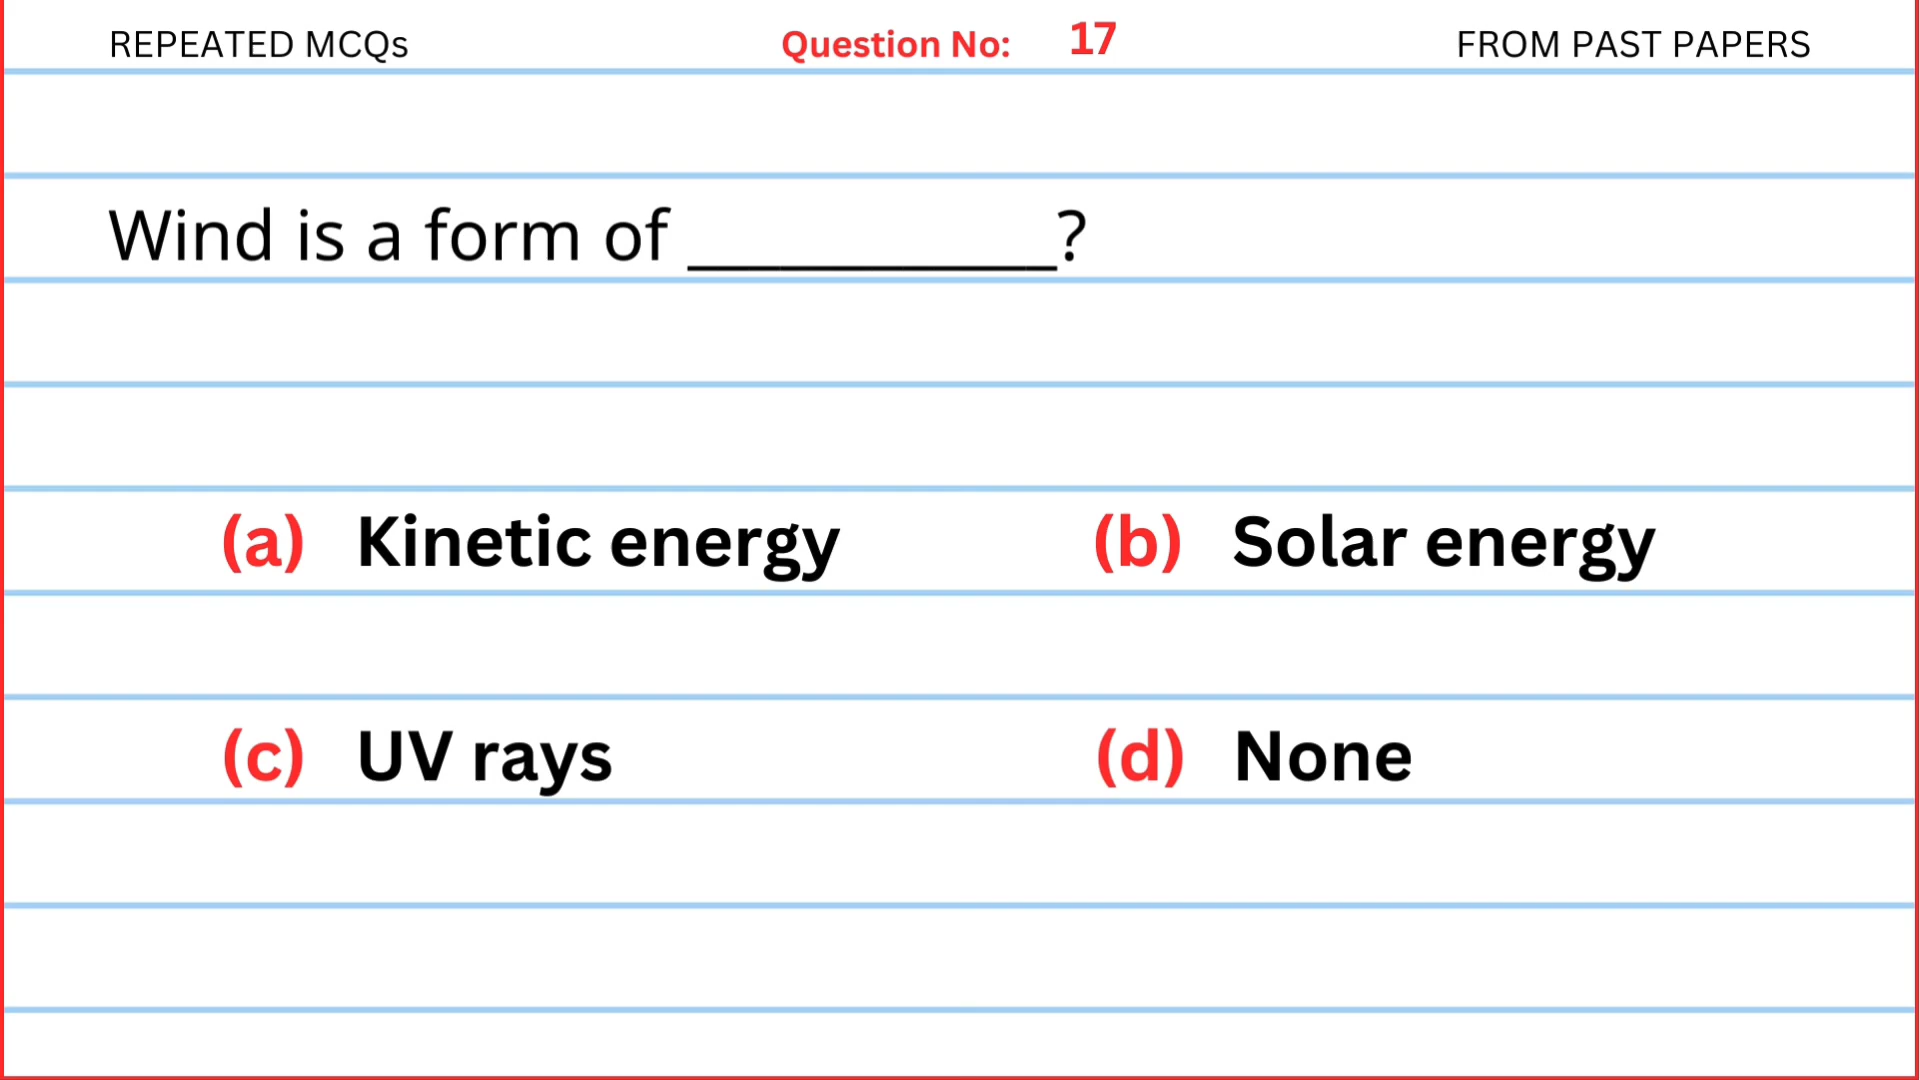 REPEATED MCQs Question No: 17 FROM PAST PAPERS
Wind is a form of ____________?
(a) Kinetic energy (b) Solar energy
(c) UV rays (d) None